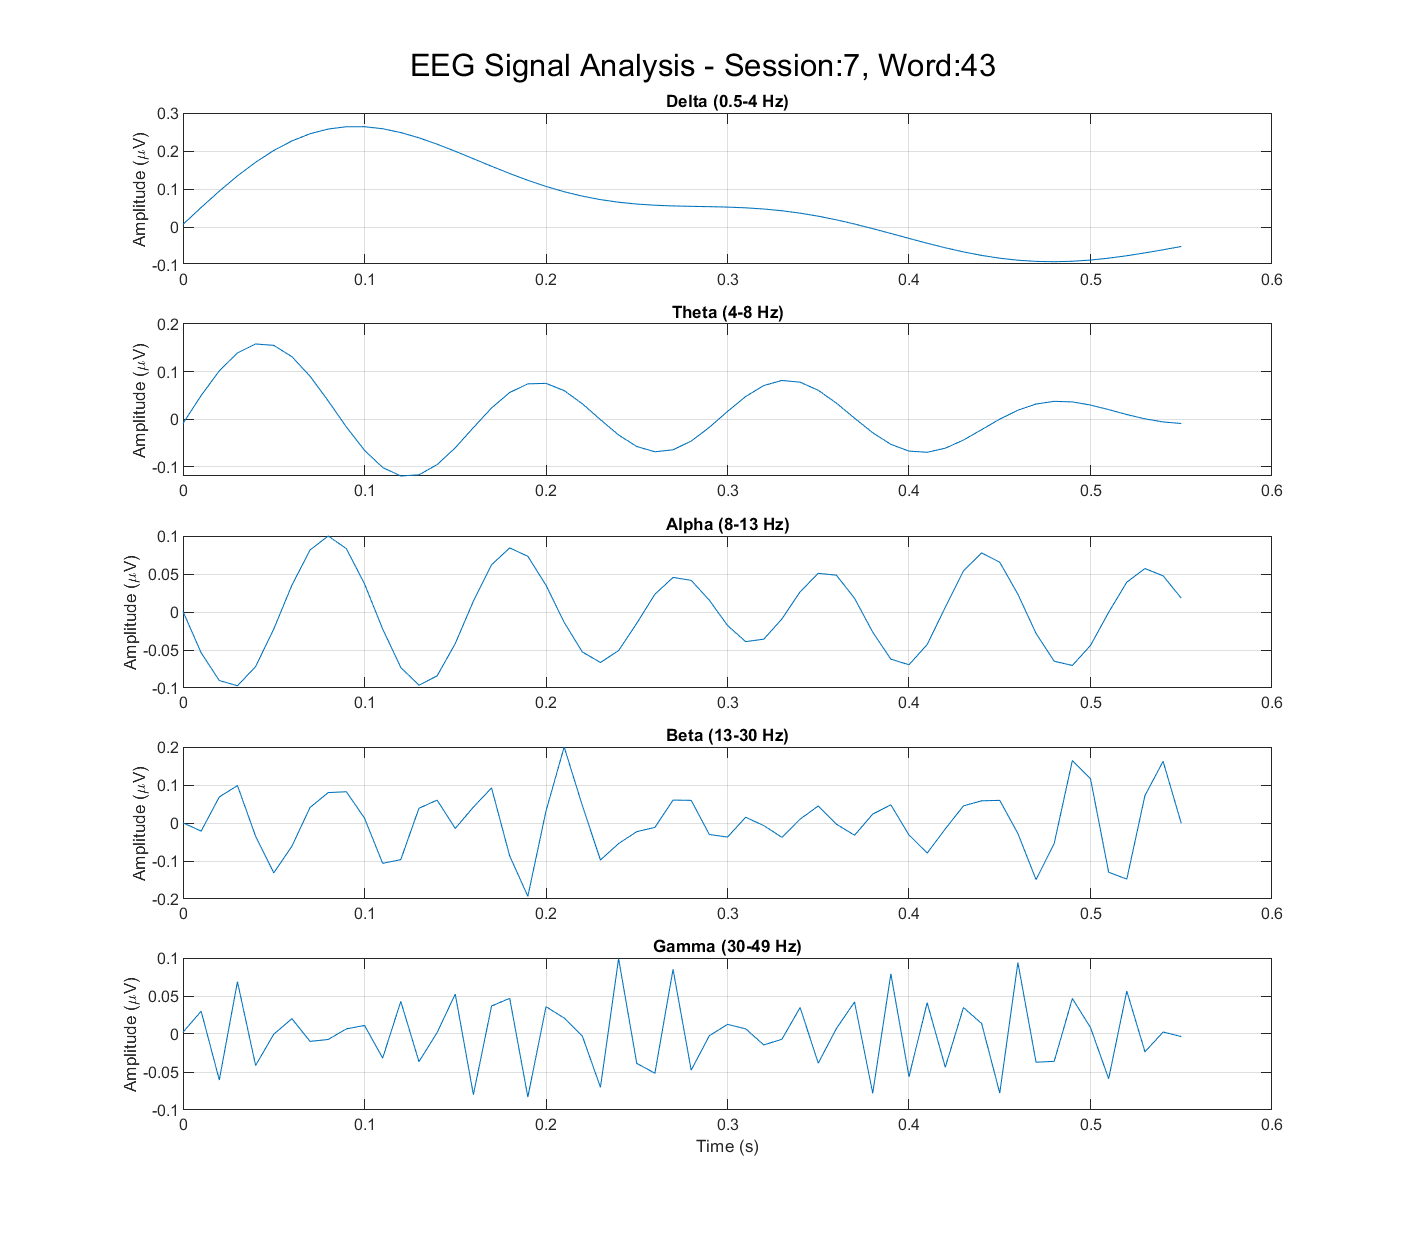 EEG Signal Analysis - Session:7, Word:43
Delta (0.5-4 Hz)
Amplitude (μV)
0.3
0.2
0.1
0
-0.1
0 0.1 0.2 0.3 0.4 0.5 0.6
Theta (4-8 Hz)
Amplitude (μV)
0.2
0.1
0
-0.1
0 0.1 0.2 0.3 0.4 0.5 0.6
Alpha (8-13 Hz)
Amplitude (μV)
0.1
0.05
0
-0.05
-0.1
0 0.1 0.2 0.3 0.4 0.5 0.6
Beta (13-30 Hz)
Amplitude (μV)
0.2
0.1
0
-0.1
-0.2
0 0.1 0.2 0.3 0.4 0.5 0.6
Gamma (30-49 Hz)
Amplitude (μV)
0.1
0.05
0
-0.05
-0.1
0 0.1 0.2 0.3 0.4 0.5 0.6
Time (s)